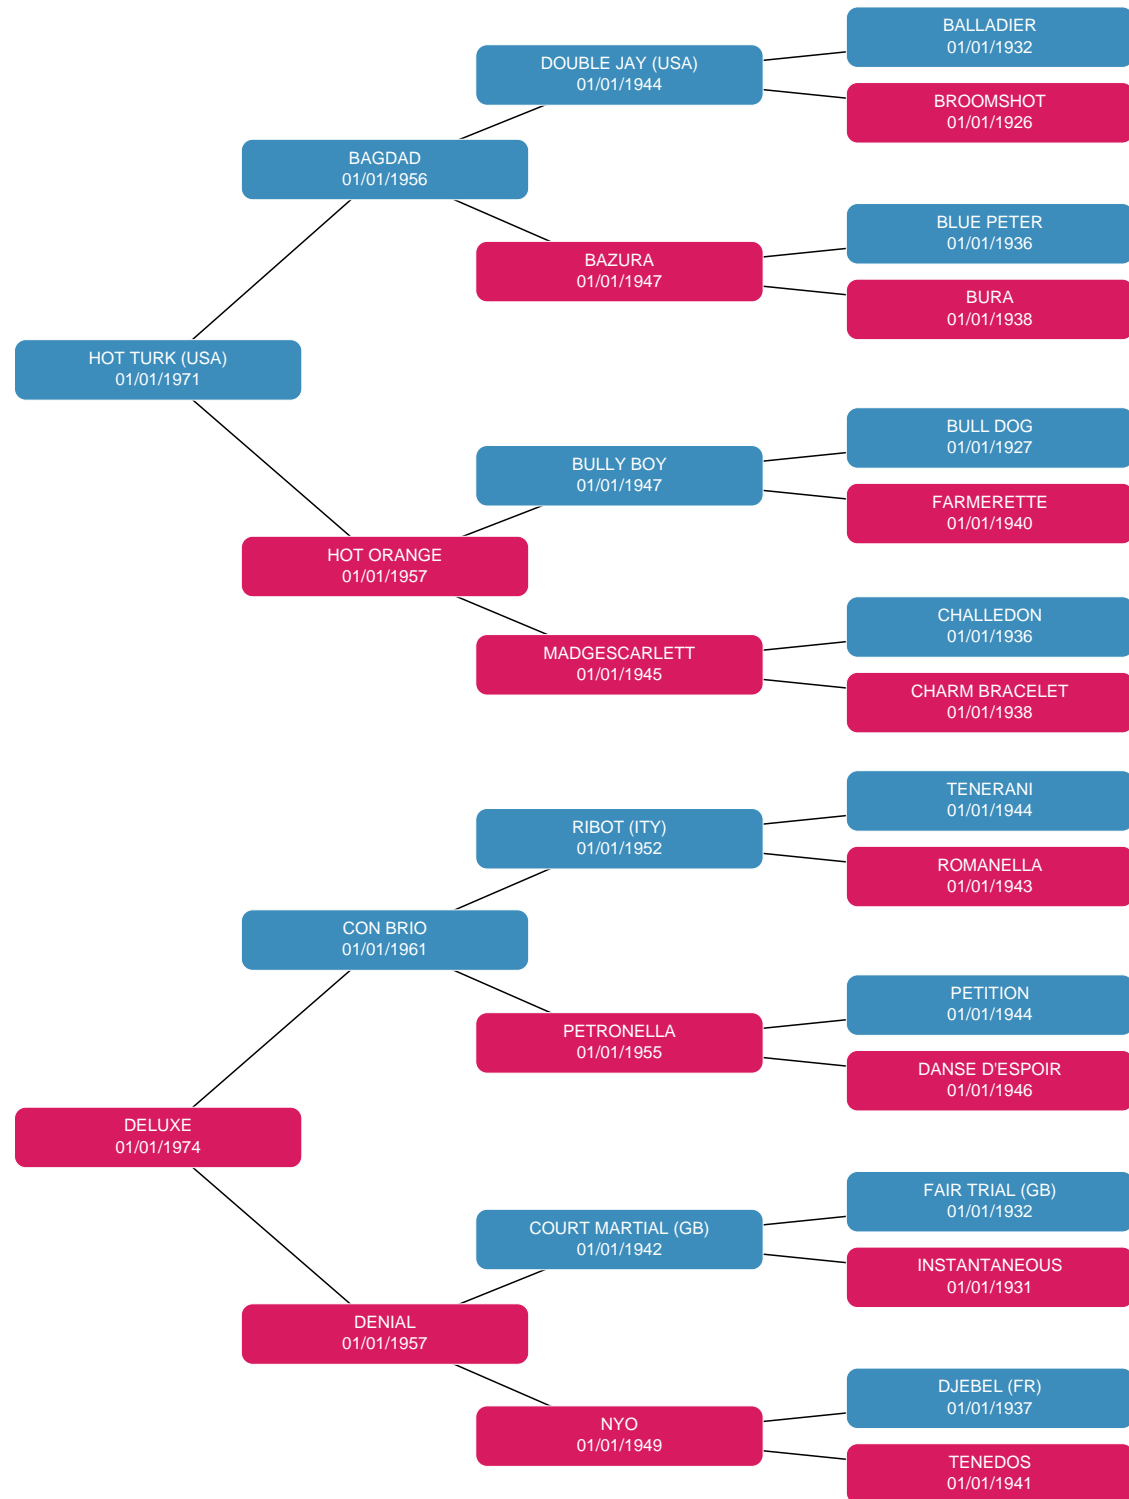 BALLADIER
01/01/1932
DOUBLE JAY (USA)
01/01/1944
BROOMSHOT
01/01/1926
BAGDAD
01/01/1956
BLUE PETER
01/01/1936
BAZURA
01/01/1947
BURA
01/01/1938
HOT TURK (USA)
01/01/1971
BULL DOG
01/01/1927
BULLY BOY
01/01/1947
FARMERETTE
01/01/1940
HOT ORANGE
01/01/1957
CHALLEDON
01/01/1936
MADGESCARLETT
01/01/1945
CHARM BRACELET
01/01/1938
TENERANI
01/01/1944
RIBOT (ITY)
01/01/1952
ROMANELLA
01/01/1943
CON BRIO
01/01/1961
PETITION
01/01/1944
PETRONELLA
01/01/1955
DANSE D'ESPOIR
01/01/1946
DELUXE
01/01/1974
FAIR TRIAL (GB)
01/01/1932
COURT MARTIAL (GB)
01/01/1942
INSTANTANEOUS
01/01/1931
DENIAL
01/01/1957
DJEBEL (FR)
01/01/1937
NYO
01/01/1949
TENEDOS
01/01/1941